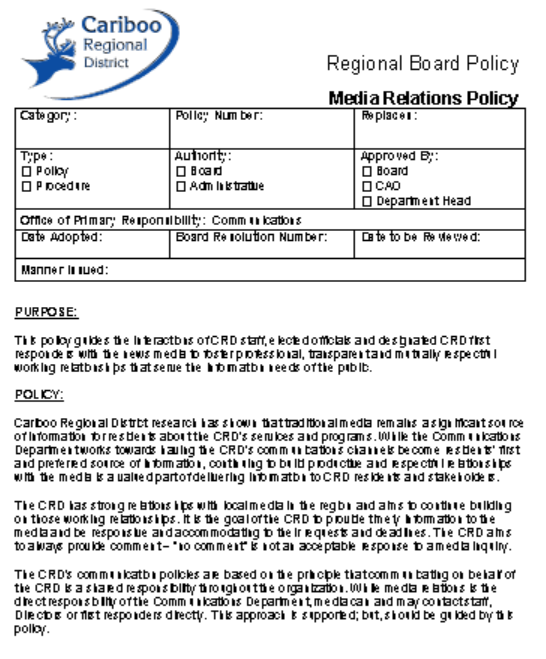 Cariboo
Regional
District
Regional Board Policy
Media Relations Policy
Category: Policy Number: Replaces:
Type: Authority: Approved By:
☐ Policy ☐ Board ☐ Board
☐ Procedure ☐ Administrative ☐ CAO
☐ Department Head
Office of Primary Responsibility: Communications
Date Adopted: Board Resolution Number: Date to be Reviewed:
Manner Issued:
PURPOSE:
This policy guides the interactions of CRD staff, elected officials and designated CRD first
responders with the news media to foster professional, transparent and mutually respectful
working relationships that serve the information needs of the public.
POLICY:
Cariboo Regional District research has shown that traditional media remains a significant source
of information for residents about the CRD's services and programs. While the Communications
Department works towards having the CRD's communications channels become residents' first
and preferred source of information, continuing to build productive and respectful relationships
with the media is a valued part of delivering information to CRD residents and stakeholders.
The CRD has strong relationships with local media in the region and aims to continue building
on those working relationships. It is the goal of the CRD to provide timely information to the
media and be responsive and accommodating to their requests and deadlines. The CRD aims
to always provide comment – "no comment" is not an acceptable response to a media inquiry.
The CRD's communication policies are based on the principle that communicating on behalf of
the CRD is a shared responsibility throughout the organization. While media relations is the
direct responsibility of the Communications Department, media can and may contact staff,
Directors or first responders directly. This approach is supported; but, should be guided by this
policy.